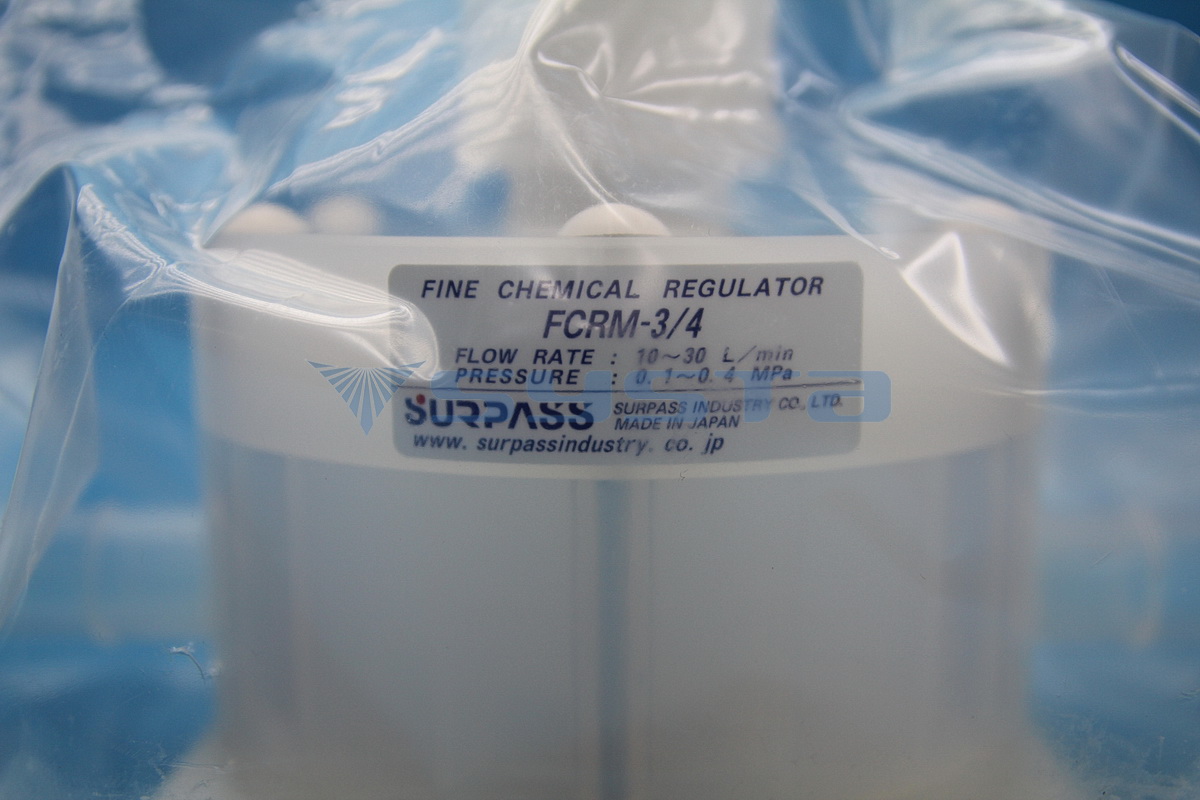 FINE CHEMICAL REGULATOR
FCRM-3/4
FLOW RATE : 10~30 L/min
PRESSURE : 0.1~0.4 MPa
systa
SURPASS SURPASS INDUSTRY CO., LTD.
MADE IN JAPAN
www.surpassindustry.co.jp